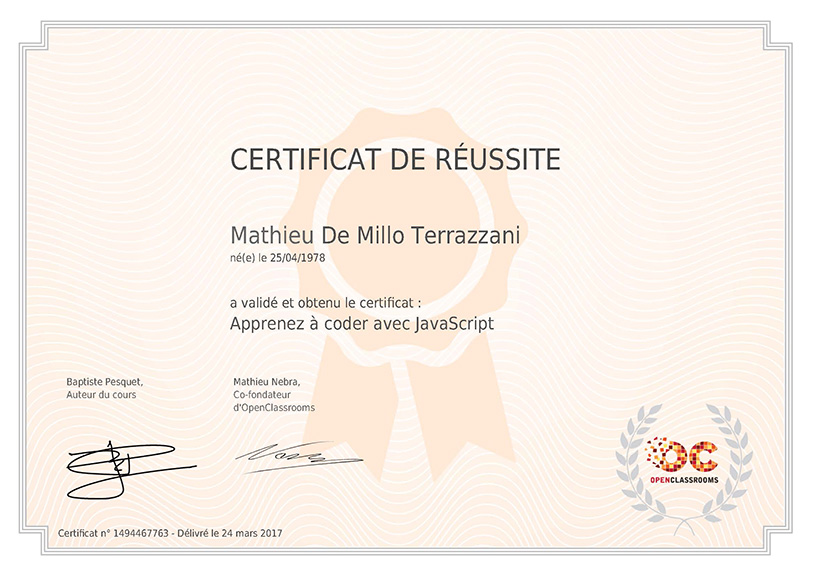 CERTIFICAT DE RÉUSSITE
Mathieu De Millo Terrazzani
né(e) le 25/04/1978
a validé et obtenu le certificat :
Apprenez à coder avec JavaScript
Baptiste Pesquet,
Auteur du cours
Mathieu Nebra,
Co-fondateur
d'OpenClassrooms
OC
OPENCLASSROOMS
Certificat n° 1494467763 - Délivré le 24 mars 2017